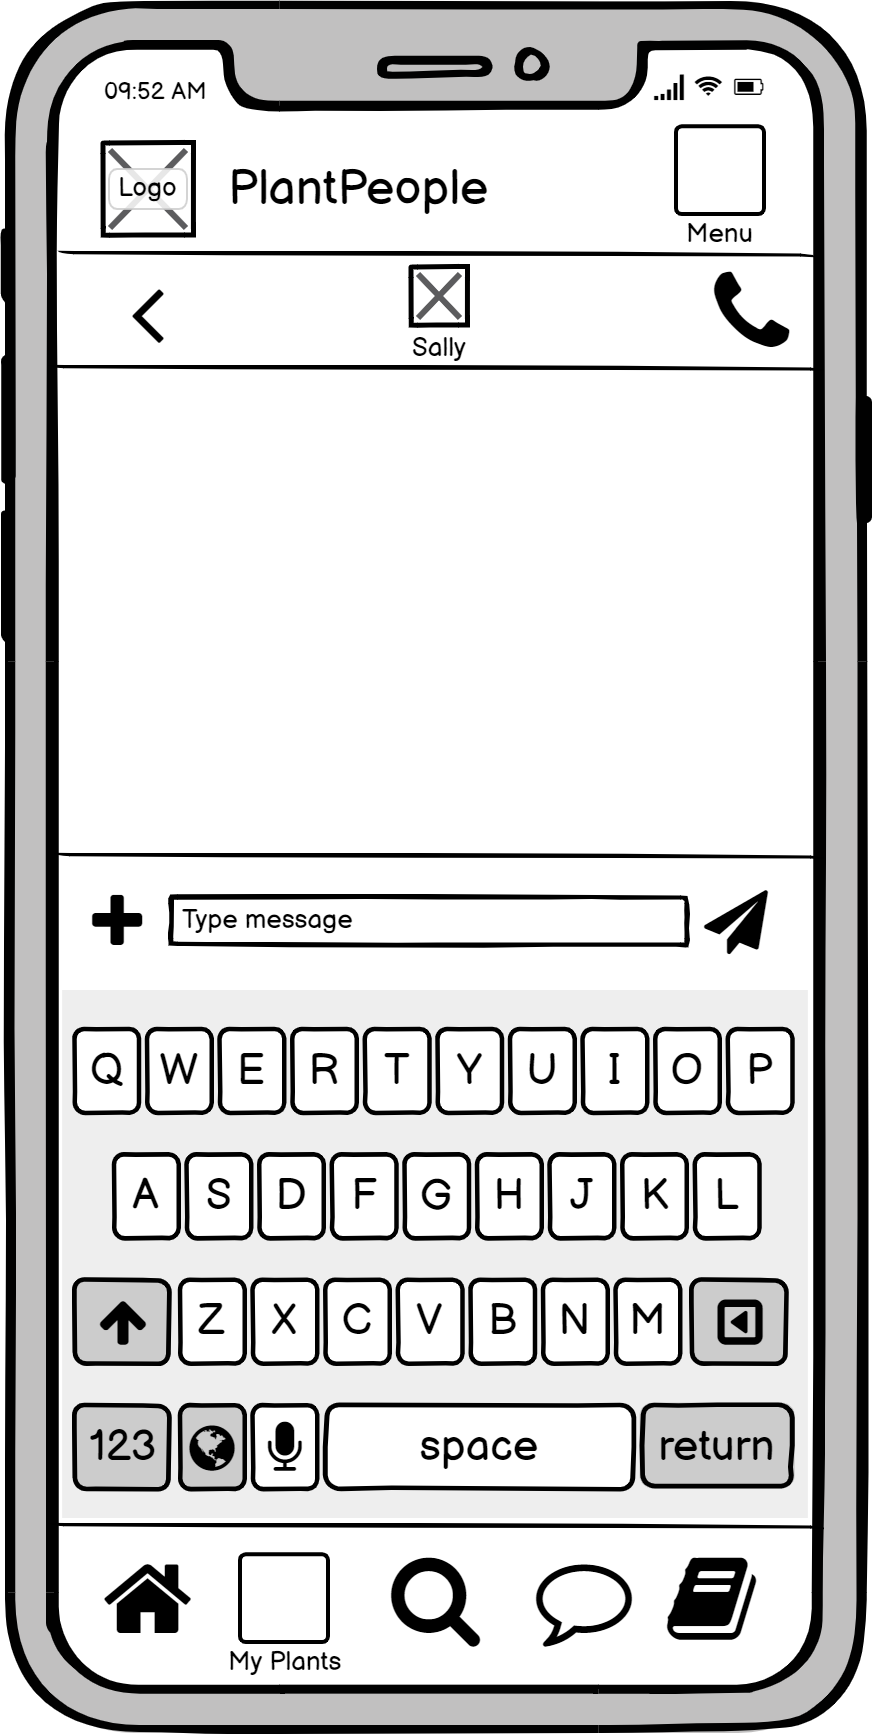 09:52 AM
Logo
PlantPeople
Menu
Sally
Type message
Q W E R T Y U I O P
A S D F G H J K L
Z X C V B N M
123 space return
My Plants